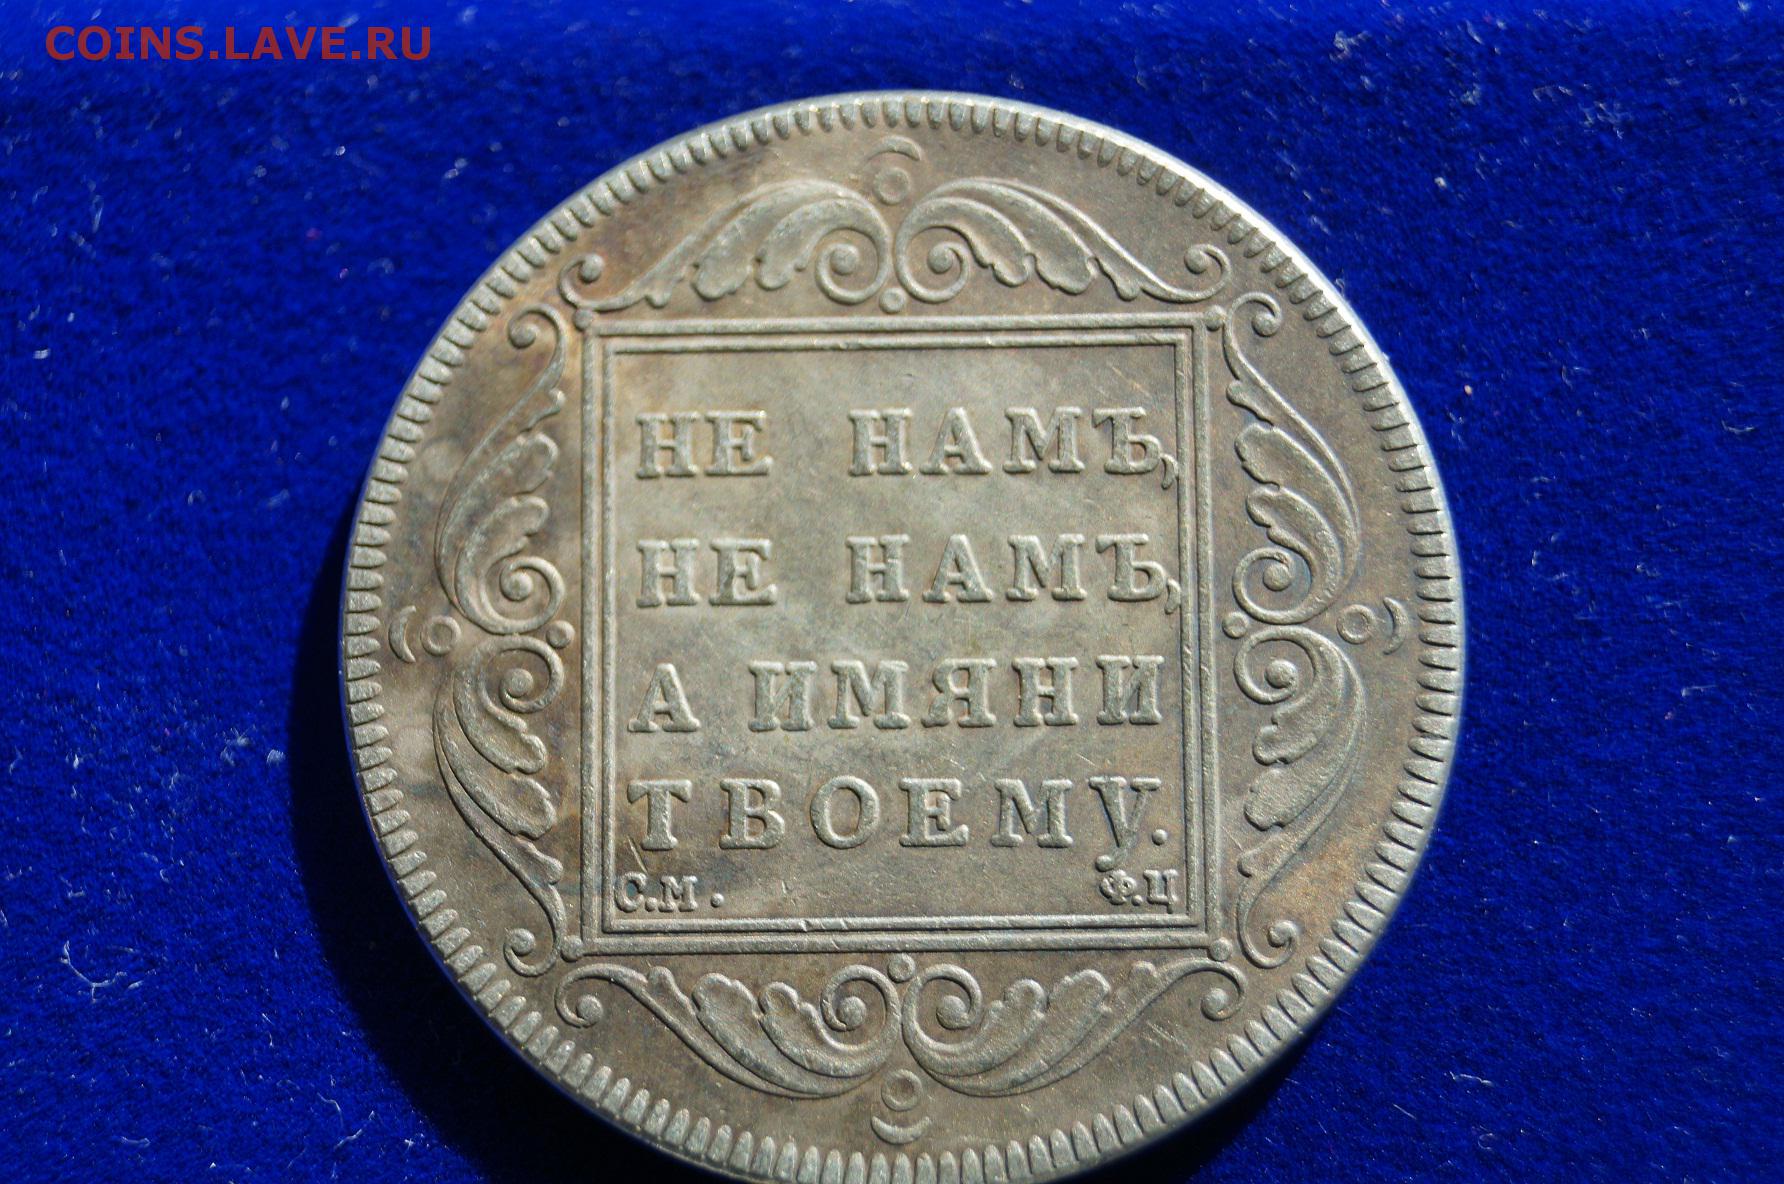 COINS.LAVE.RU
НЕ НАМЪ,
НЕ НАМЪ,
А ИМЯНИ
ТВОЕМУ.
С.М. Ф.Ц